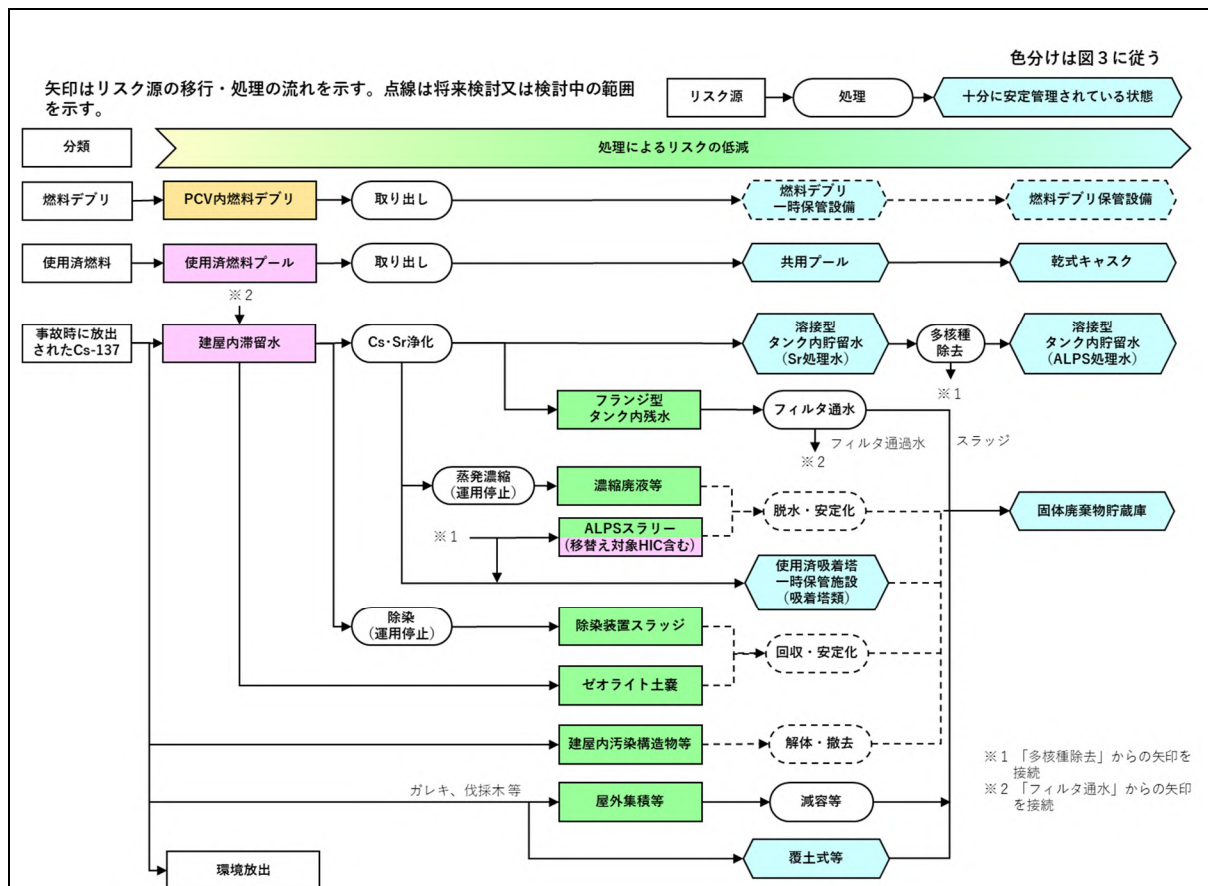 色分けは図３に従う
矢印はリスク源の移行・処理の流れを示す。点線は将来検討又は検討中の範囲
を示す。
リスク源
処理
十分に安定管理されている状態
分類
処理によるリスクの低減
燃料デブリ
PCV内燃料デブリ
取り出し
燃料デブリ
一時保管設備
燃料デブリ保管設備
使用済燃料
使用済燃料プール
取り出し
共用プール
乾式キャスク
※２
事故時に放出
されたCs-137
建屋内滞留水
Cs・Sr浄化
溶接型
タンク内貯留水
（Sr処理水）
多核種
除去
溶接型
タンク内貯留水
（ALPS処理水）
※１
フランジ型
タンク内残水
フィルタ通水
フィルタ通過水
スラッジ
※２
蒸発濃縮
（運用停止）
濃縮廃液等
脱水・安定化
固体廃棄物貯蔵庫
※１
ALPSスラリー
（移替え対象HIC含む）
使用済吸着塔
一時保管施設
（吸着塔類）
除染
（運用停止）
除染装置スラッジ
回収・安定化
ゼオライト土嚢
建屋内汚染構造物等
解体・撤去
※１ 「多核種除去」からの矢印を
接続
※２ 「フィルタ通水」からの矢印
を接続
ガレキ、伐採木 等
屋外集積等
減容等
覆土式等
環境放出